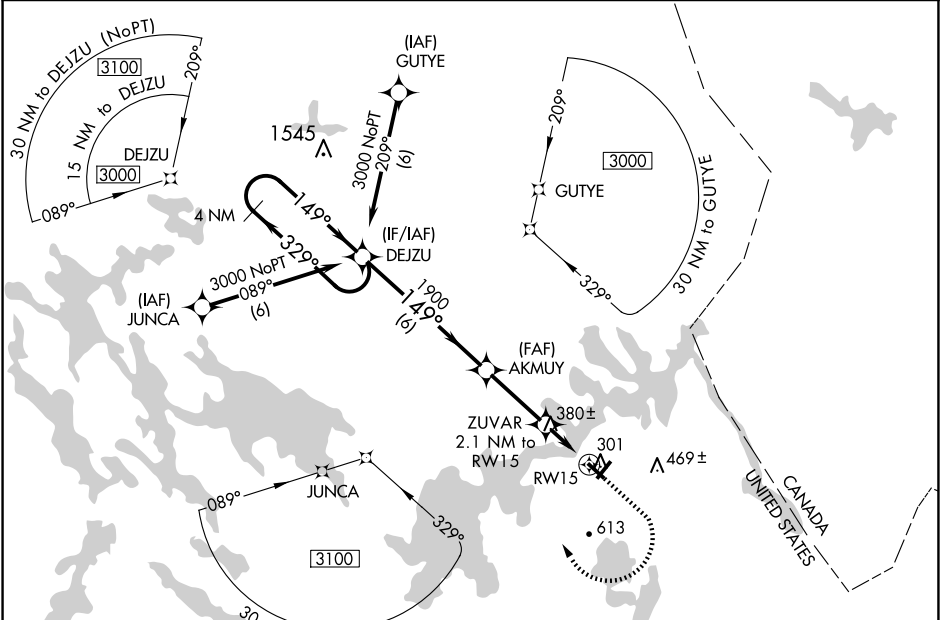 30 NM to DEJZU (NoPT)
3100
209°
15 NM to DEJZU
DEJZU
3000
089°
(IAF)
GUTYE
1545
3000 NoPT
209°
(6)
4 NM
149°
329°
(IF/IAF)
DEJZU
3000 NoPT
089°
(6)
(IAF)
JUNCA
1900
149°
(6)
209°
3000
GUTYE
30 NM to GUTYE
329°
(FAF)
AKMUY
ZUVAR
2.1 NM to
RW15
380±
301
RW15
469±
613
CANADA
UNITED STATES
089°
JUNCA
329°
3100
30